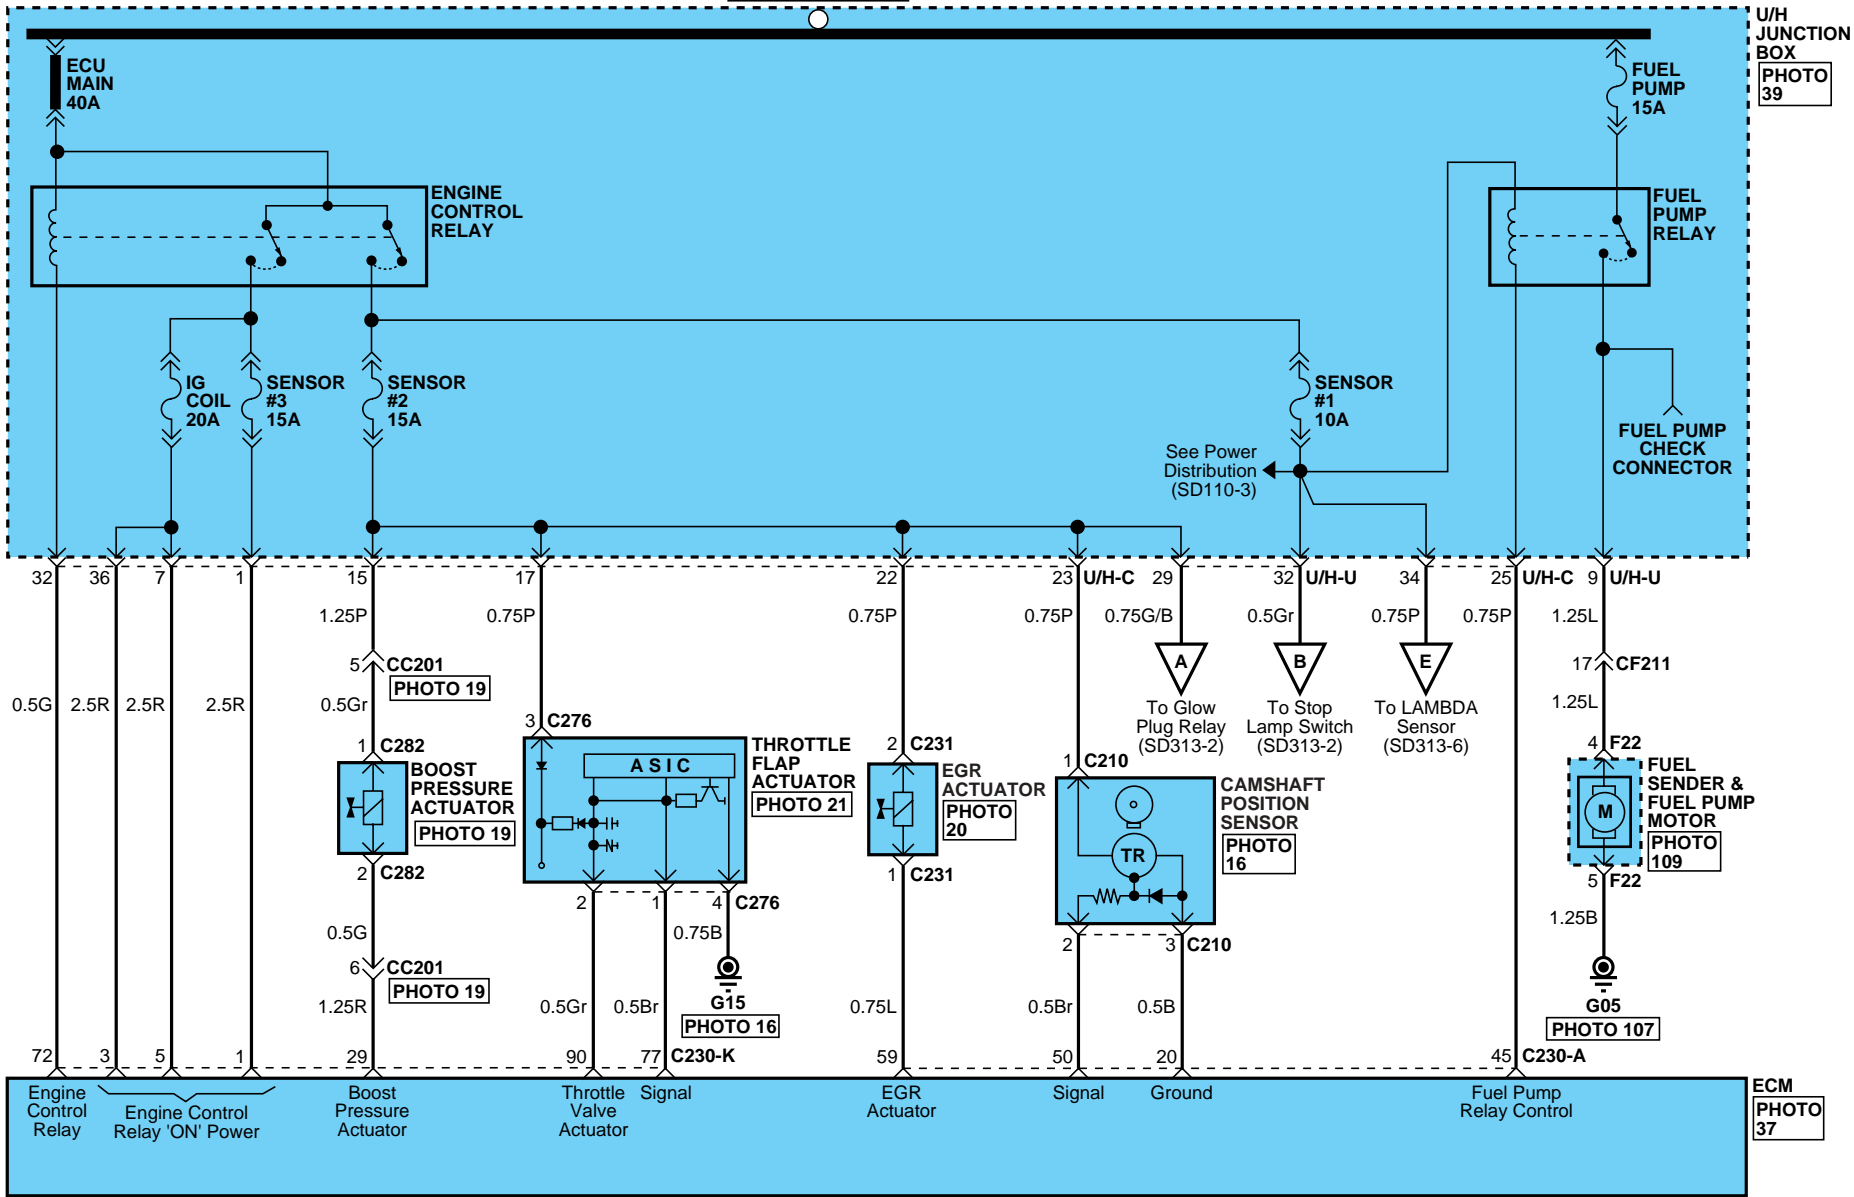 U/H
JUNCTION
BOX
PHOTO
39
ECU
MAIN
40A
FUEL
PUMP
15A
ENGINE
CONTROL
RELAY
FUEL
PUMP
RELAY
IG
COIL
20A
SENSOR
#3
15A
SENSOR
#2
15A
SENSOR
#1
10A
See Power
Distribution
(SD110-3)
FUEL PUMP
CHECK
CONNECTOR
32 36 7 1 15 17 22 23 U/H-C 29 32 U/H-U 34 25 U/H-C 9 U/H-U
1.25P 0.75P 0.75P 0.75P 0.75G/B 0.5Gr 0.75P 0.75P 1.25L
5 CC201
PHOTO 19
A B E
17 CF211
0.5G 2.5R 2.5R 2.5R 0.5Gr 1.25L
To Glow
Plug Relay
(SD313-2)
To Stop
Lamp Switch
(SD313-2)
To LAMBDA
Sensor
(SD313-6)
1 C282
3 C276
2 C231
1 C210
4 F22
BOOST
PRESSURE
ACTUATOR
PHOTO 19
ASIC
THROTTLE
FLAP
ACTUATOR
PHOTO 21
EGR
ACTUATOR
PHOTO
20
TR
CAMSHAFT
POSITION
SENSOR
PHOTO
16
M
FUEL
SENDER &
FUEL PUMP
MOTOR
PHOTO
109
2 C282
2 1 4 C276
1 C231
2 3 C210
5 F22
0.5G 0.75B 1.25B
6 CC201
PHOTO 19
G15
PHOTO 16
G05
PHOTO 107
1.25R 0.5Gr 0.5Br 0.75L 0.5Br 0.5B
72 3 5 1 29 90 77 C230-K 59 50 20 45 C230-A
Engine
Control
Relay
Engine Control
Relay 'ON' Power
Boost
Pressure
Actuator
Throttle
Valve
Actuator
Signal
EGR
Actuator
Signal
Ground
Fuel Pump
Relay Control
ECM
PHOTO
37